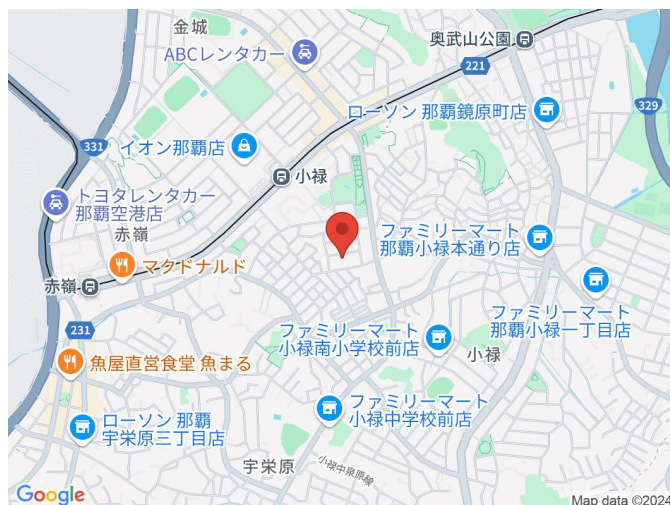 金城
ABCレンタカー
奥武山公園
221
ローソン 那覇鏡原町店
329
331
イオン那覇店
小禄
トヨタレンタカー
那覇空港店
赤嶺
ファミリーマート
那覇小禄本通り店
マクドナルド
赤嶺
ファミリーマート
那覇小禄一丁目店
231
ファミリーマート
小禄南小学校前店
小禄
魚屋直営食堂 魚まる
ファミリーマート
小禄中学校前店
ローソン 那覇
宇栄原三丁目店
宇栄原
小禄中泉原線
Google
Map data ©2024